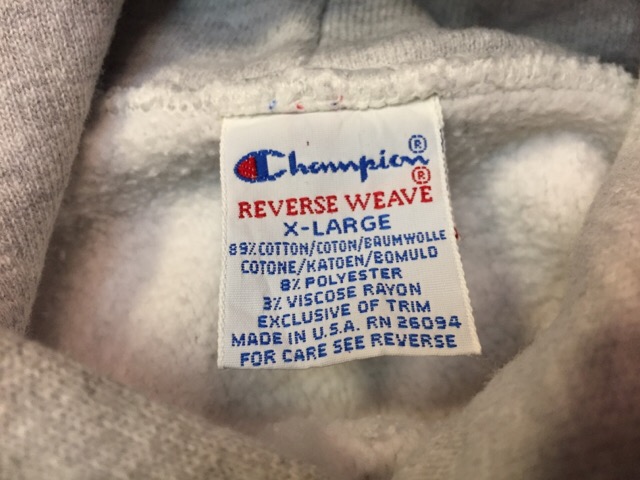 Champion®
REVERSE WEAVE®
X-LARGE
89% COTTON/COTON/BAUMWOLLE
COTONE/KATOEN/BOMULD
8% POLYESTER
3% VISCOSE RAYON
EXCLUSIVE OF TRIM
MADE IN U.S.A. RN 26094
FOR CARE SEE REVERSE